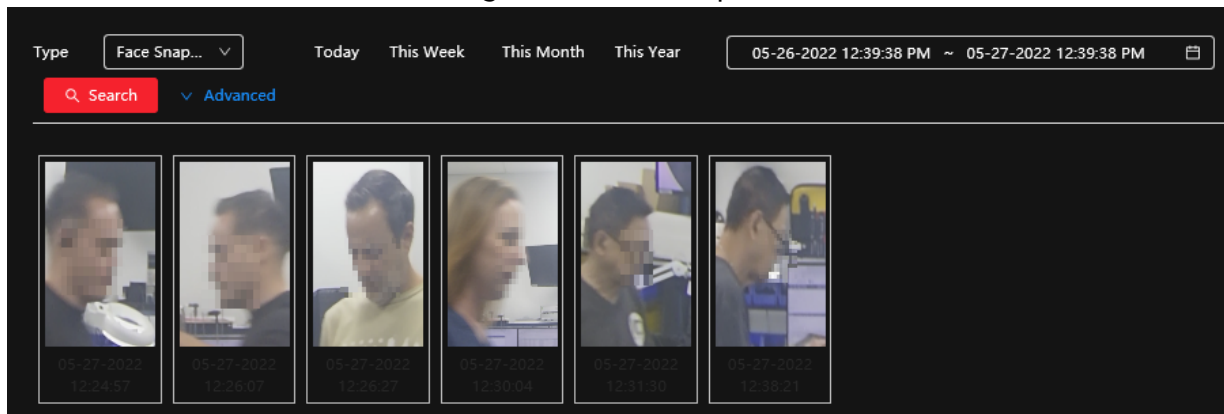 Type Face Snap... Today This Week This Month This Year 05-26-2022 12:39:38 PM ~ 05-27-2022 12:39:38 PM
Search Advanced
05-27-2022 05-27-2022 05-27-2022 05-27-2022 05-27-2022 05-27-2022
12:24:57 12:26:07 12:26:27 12:30:04 12:31:30 12:38:21